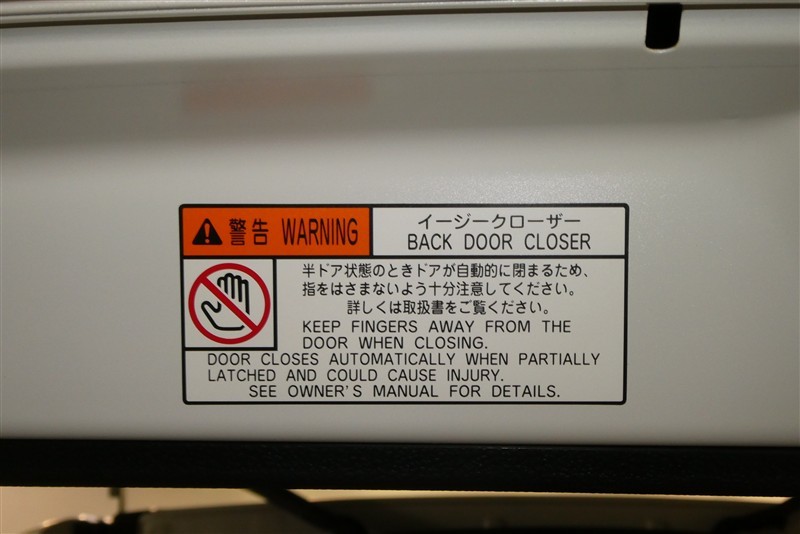 警告 WARNING
イージークローザー
BACK DOOR CLOSER
半ドア状態のときドアが自動的に閉まるため、
指をはさまないよう十分注意してください。
詳しくは取扱書をご覧ください。
KEEP FINGERS AWAY FROM THE
DOOR WHEN CLOSING.
DOOR CLOSES AUTOMATICALLY WHEN PARTIALLY
LATCHED AND COULD CAUSE INJURY.
SEE OWNER'S MANUAL FOR DETAILS.